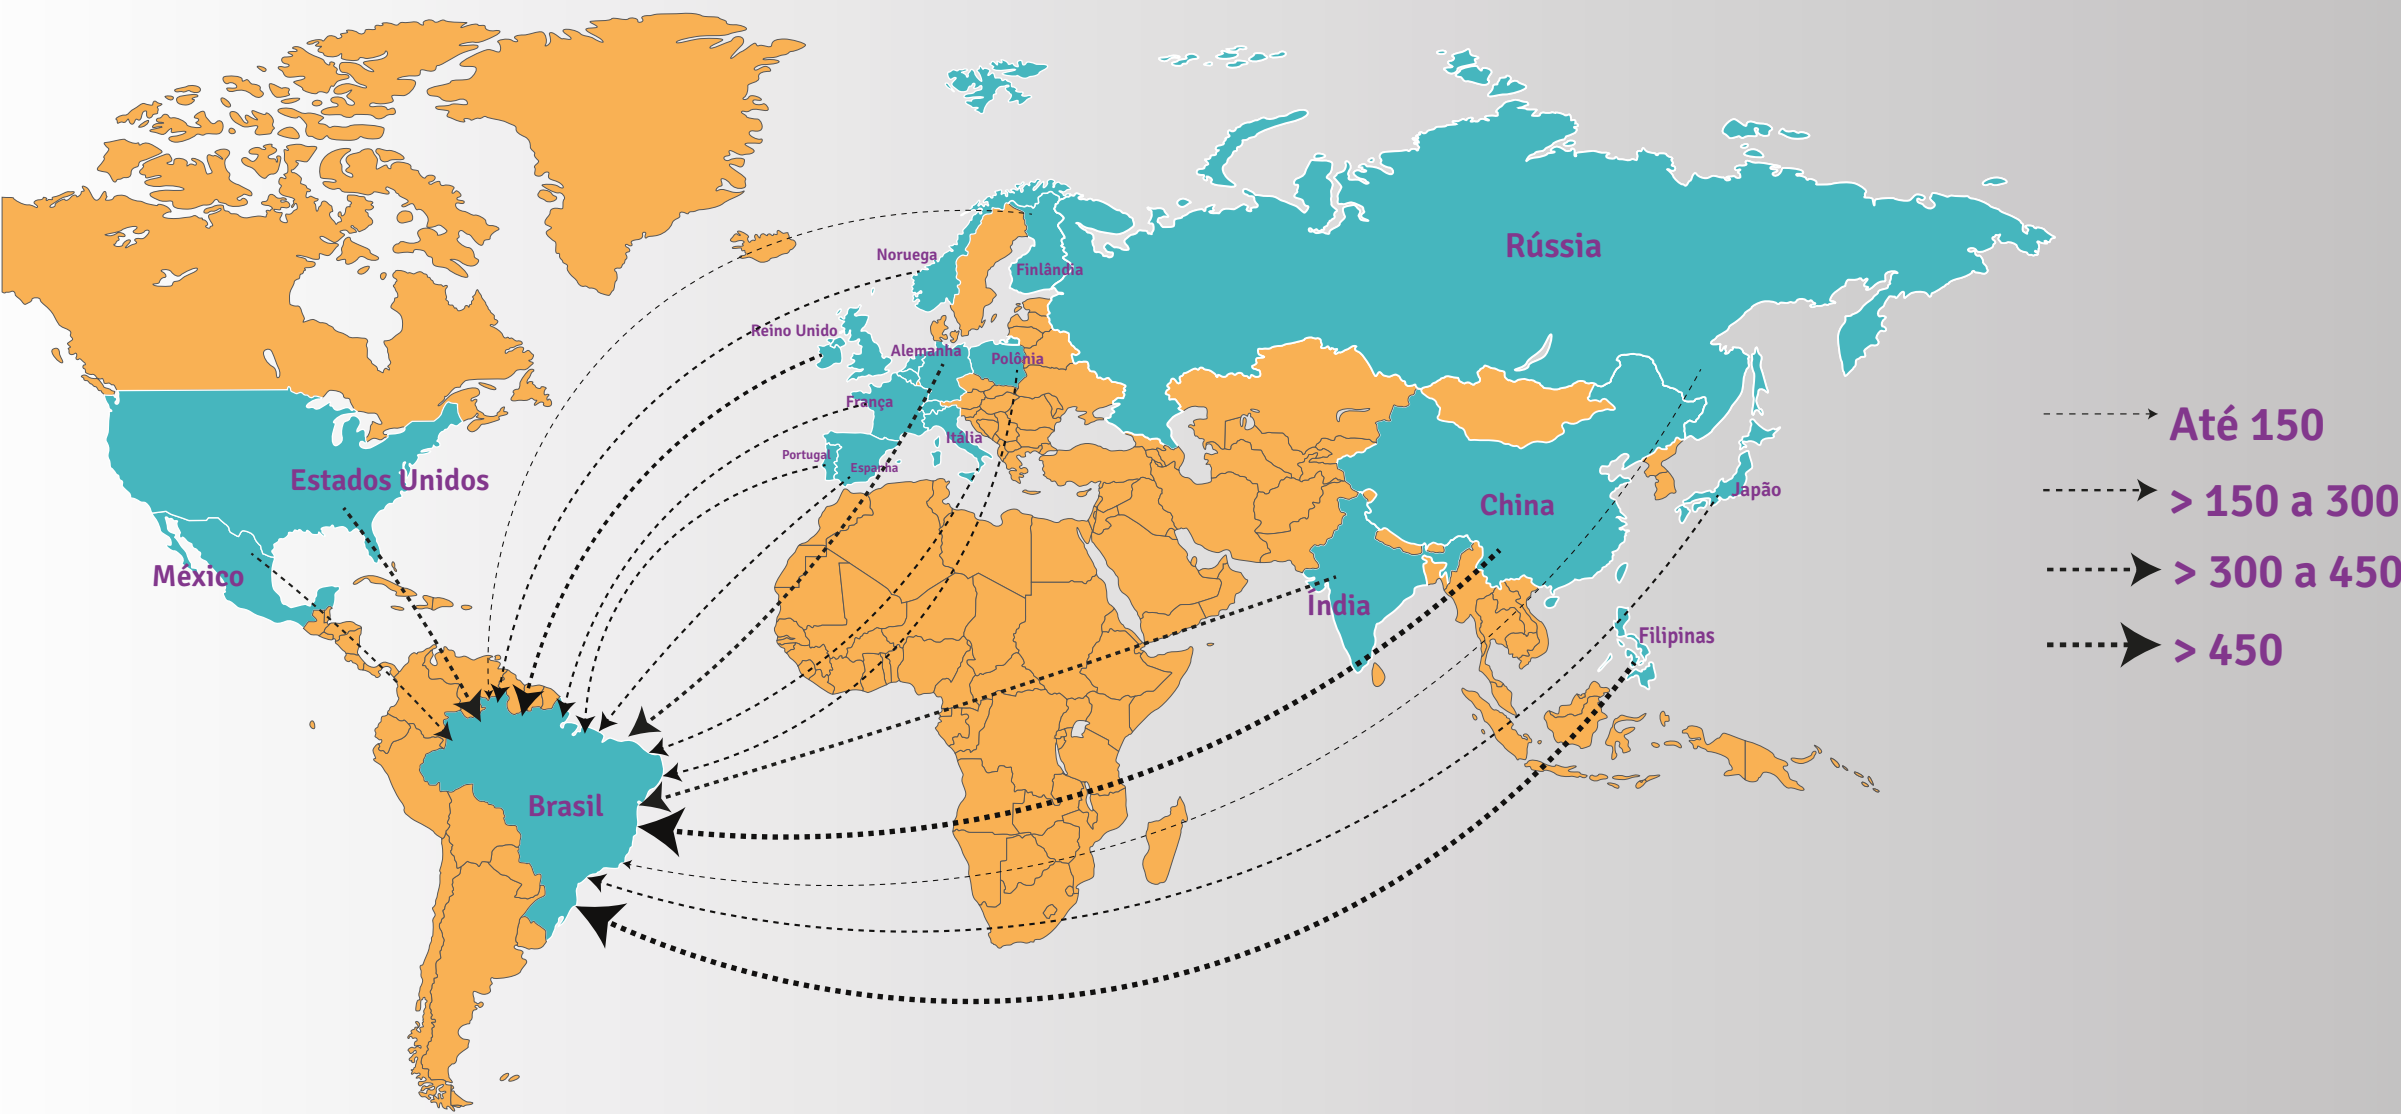 Rússia
Noruega
Finlândia
Reino Unido
Alemanha
Polônia
França
Itália
Portugal
Espanha
Estados Unidos
México
China
Japão
Índia
Filipinas
Brasil
Até 150
> 150 a 300
> 300 a 450
> 450